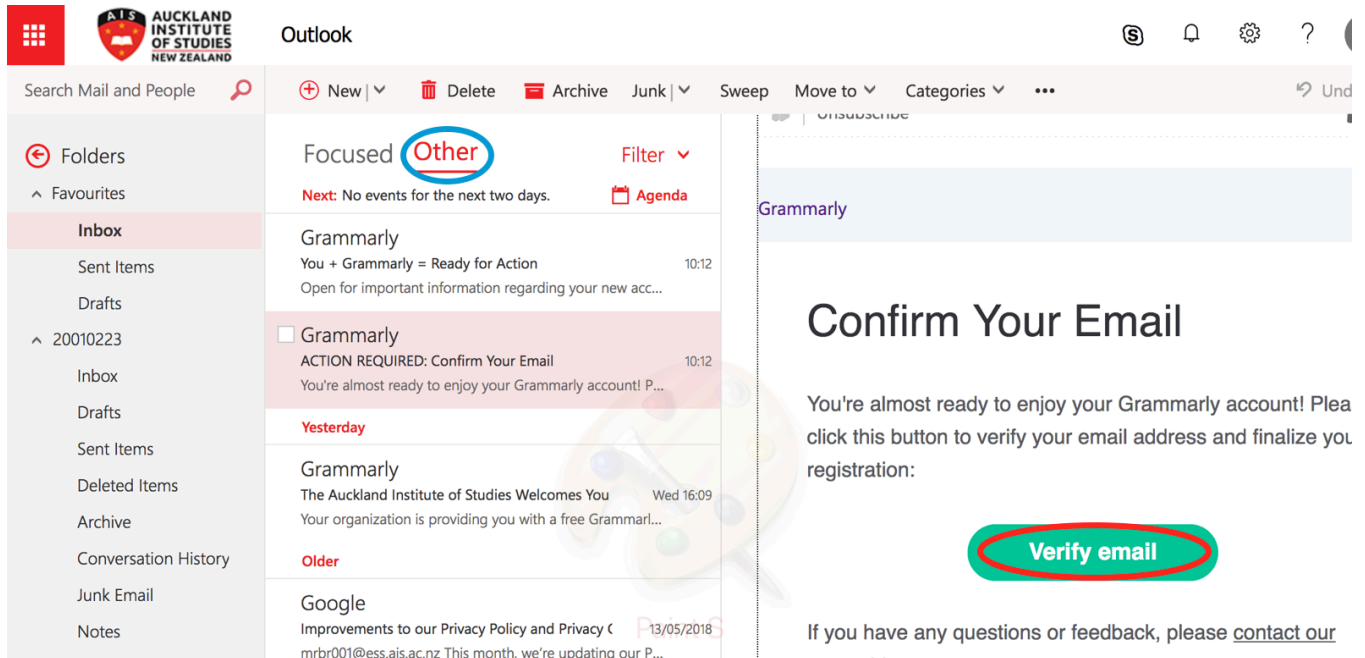 AIS
AUCKLAND
INSTITUTE
OF STUDIES
NEW ZEALAND
Outlook
Search Mail and People
New
Delete
Archive
Junk
Sweep
Move to
Categories
Und
Folders
Favourites
Inbox
Sent Items
Drafts
20010223
Inbox
Drafts
Sent Items
Deleted Items
Archive
Conversation History
Junk Email
Notes
Focused Other Filter
Next: No events for the next two days. Agenda
Grammarly
You + Grammarly = Ready for Action 10:12
Open for important information regarding your new acc...
Grammarly
ACTION REQUIRED: Confirm Your Email 10:12
You're almost ready to enjoy your Grammarly account! P...
Yesterday
Grammarly
The Auckland Institute of Studies Welcomes You Wed 16:09
Your organization is providing you with a free Grammarl...
Older
Google
Improvements to our Privacy Policy and Privacy C 13/05/2018
mrbr001@ess.ais.ac.nz This month, we're updating our P...
Paint S
Unsubscribe
Grammarly
Confirm Your Email
You're almost ready to enjoy your Grammarly account! Plea
click this button to verify your email address and finalize you
registration:
Verify email
If you have any questions or feedback, please contact our